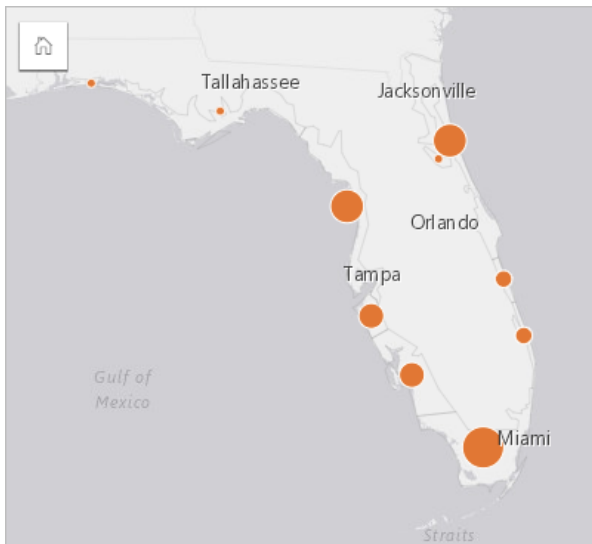 Tallahassee
Jacksonville
Orlando
Tampa
Gulf of
Mexico
Miami
Straits